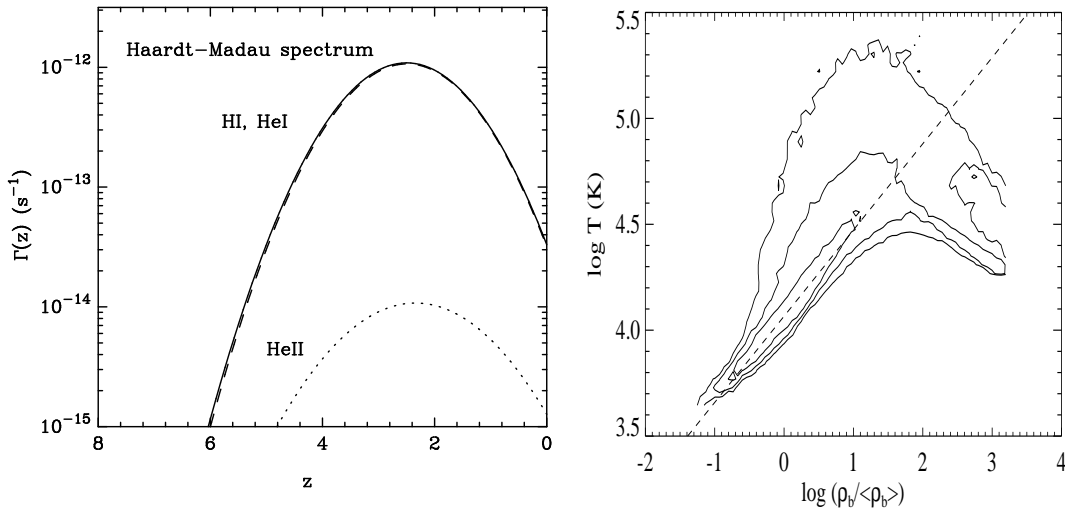 Haardt-Madau spectrum
HI, HeI
HeII
Γ(z) (s⁻¹)
10⁻¹²
10⁻¹³
10⁻¹⁴
10⁻¹⁵
8 6 4 2 0
z
log T (K)
5.5
5.0
4.5
4.0
3.5
-2 -1 0 1 2 3 4
log (ρ_b/<ρ_b>)